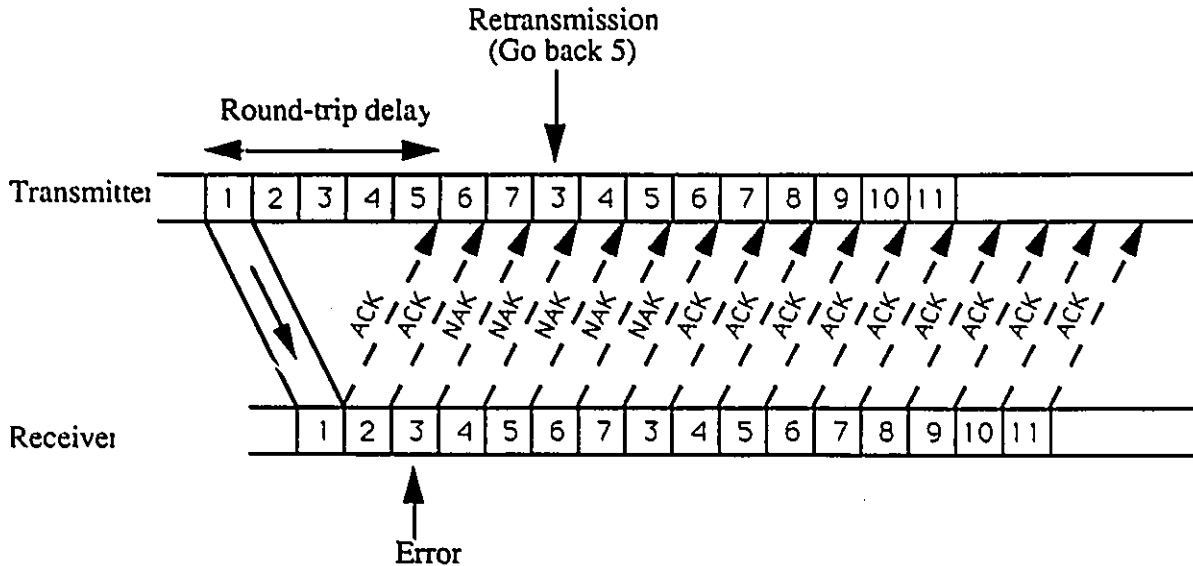 Retransmission
(Go back 5)
Round-trip delay
Transmitter 1 2 3 4 5 6 7 3 4 5 6 7 8 9 10 11
ACK ACK NAK NAK NAK NAK NAK ACK ACK ACK ACK ACK ACK ACK ACK ACK
Receiver 1 2 3 4 5 6 7 3 4 5 6 7 8 9 10 11
Error